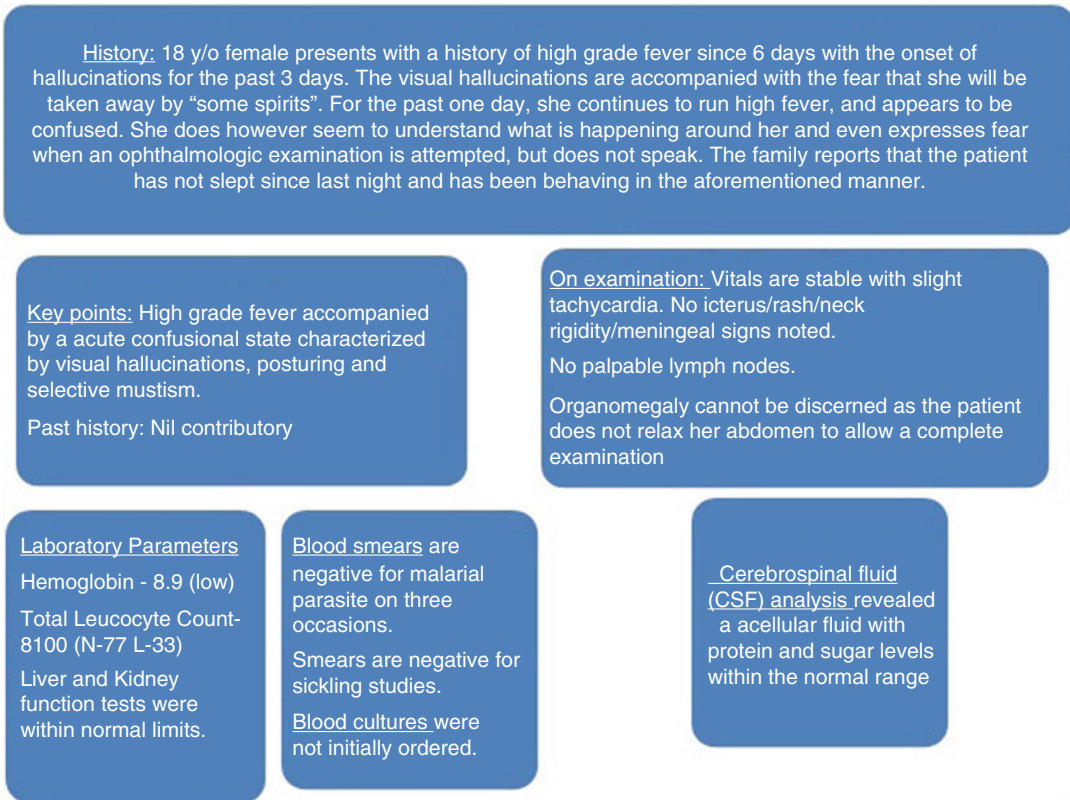 History: 18 y/o female presents with a history of high grade fever since 6 days with the onset of
hallucinations for the past 3 days. The visual hallucinations are accompanied with the fear that she will be
taken away by “some spirits”. For the past one day, she continues to run high fever, and appears to be
confused. She does however seem to understand what is happening around her and even expresses fear
when an ophthalmologic examination is attempted, but does not speak. The family reports that the patient
has not slept since last night and has been behaving in the aforementioned manner.
Key points: High grade fever accompanied
by a acute confusional state characterized
by visual hallucinations, posturing and
selective mustism.
Past history: Nil contributory
On examination: Vitals are stable with slight
tachycardia. No icterus/rash/neck
rigidity/meningeal signs noted.
No palpable lymph nodes.
Organomegaly cannot be discerned as the patient
does not relax her abdomen to allow a complete
examination
Laboratory Parameters
Hemoglobin - 8.9 (low)
Total Leucocyte Count-
8100 (N-77 L-33)
Liver and Kidney
function tests were
within normal limits.
Blood smears are
negative for malarial
parasite on three
occasions.
Smears are negative for
sickling studies.
Blood cultures were
not initially ordered.
Cerebrospinal fluid
(CSF) analysis revealed
a acellular fluid with
protein and sugar levels
within the normal range